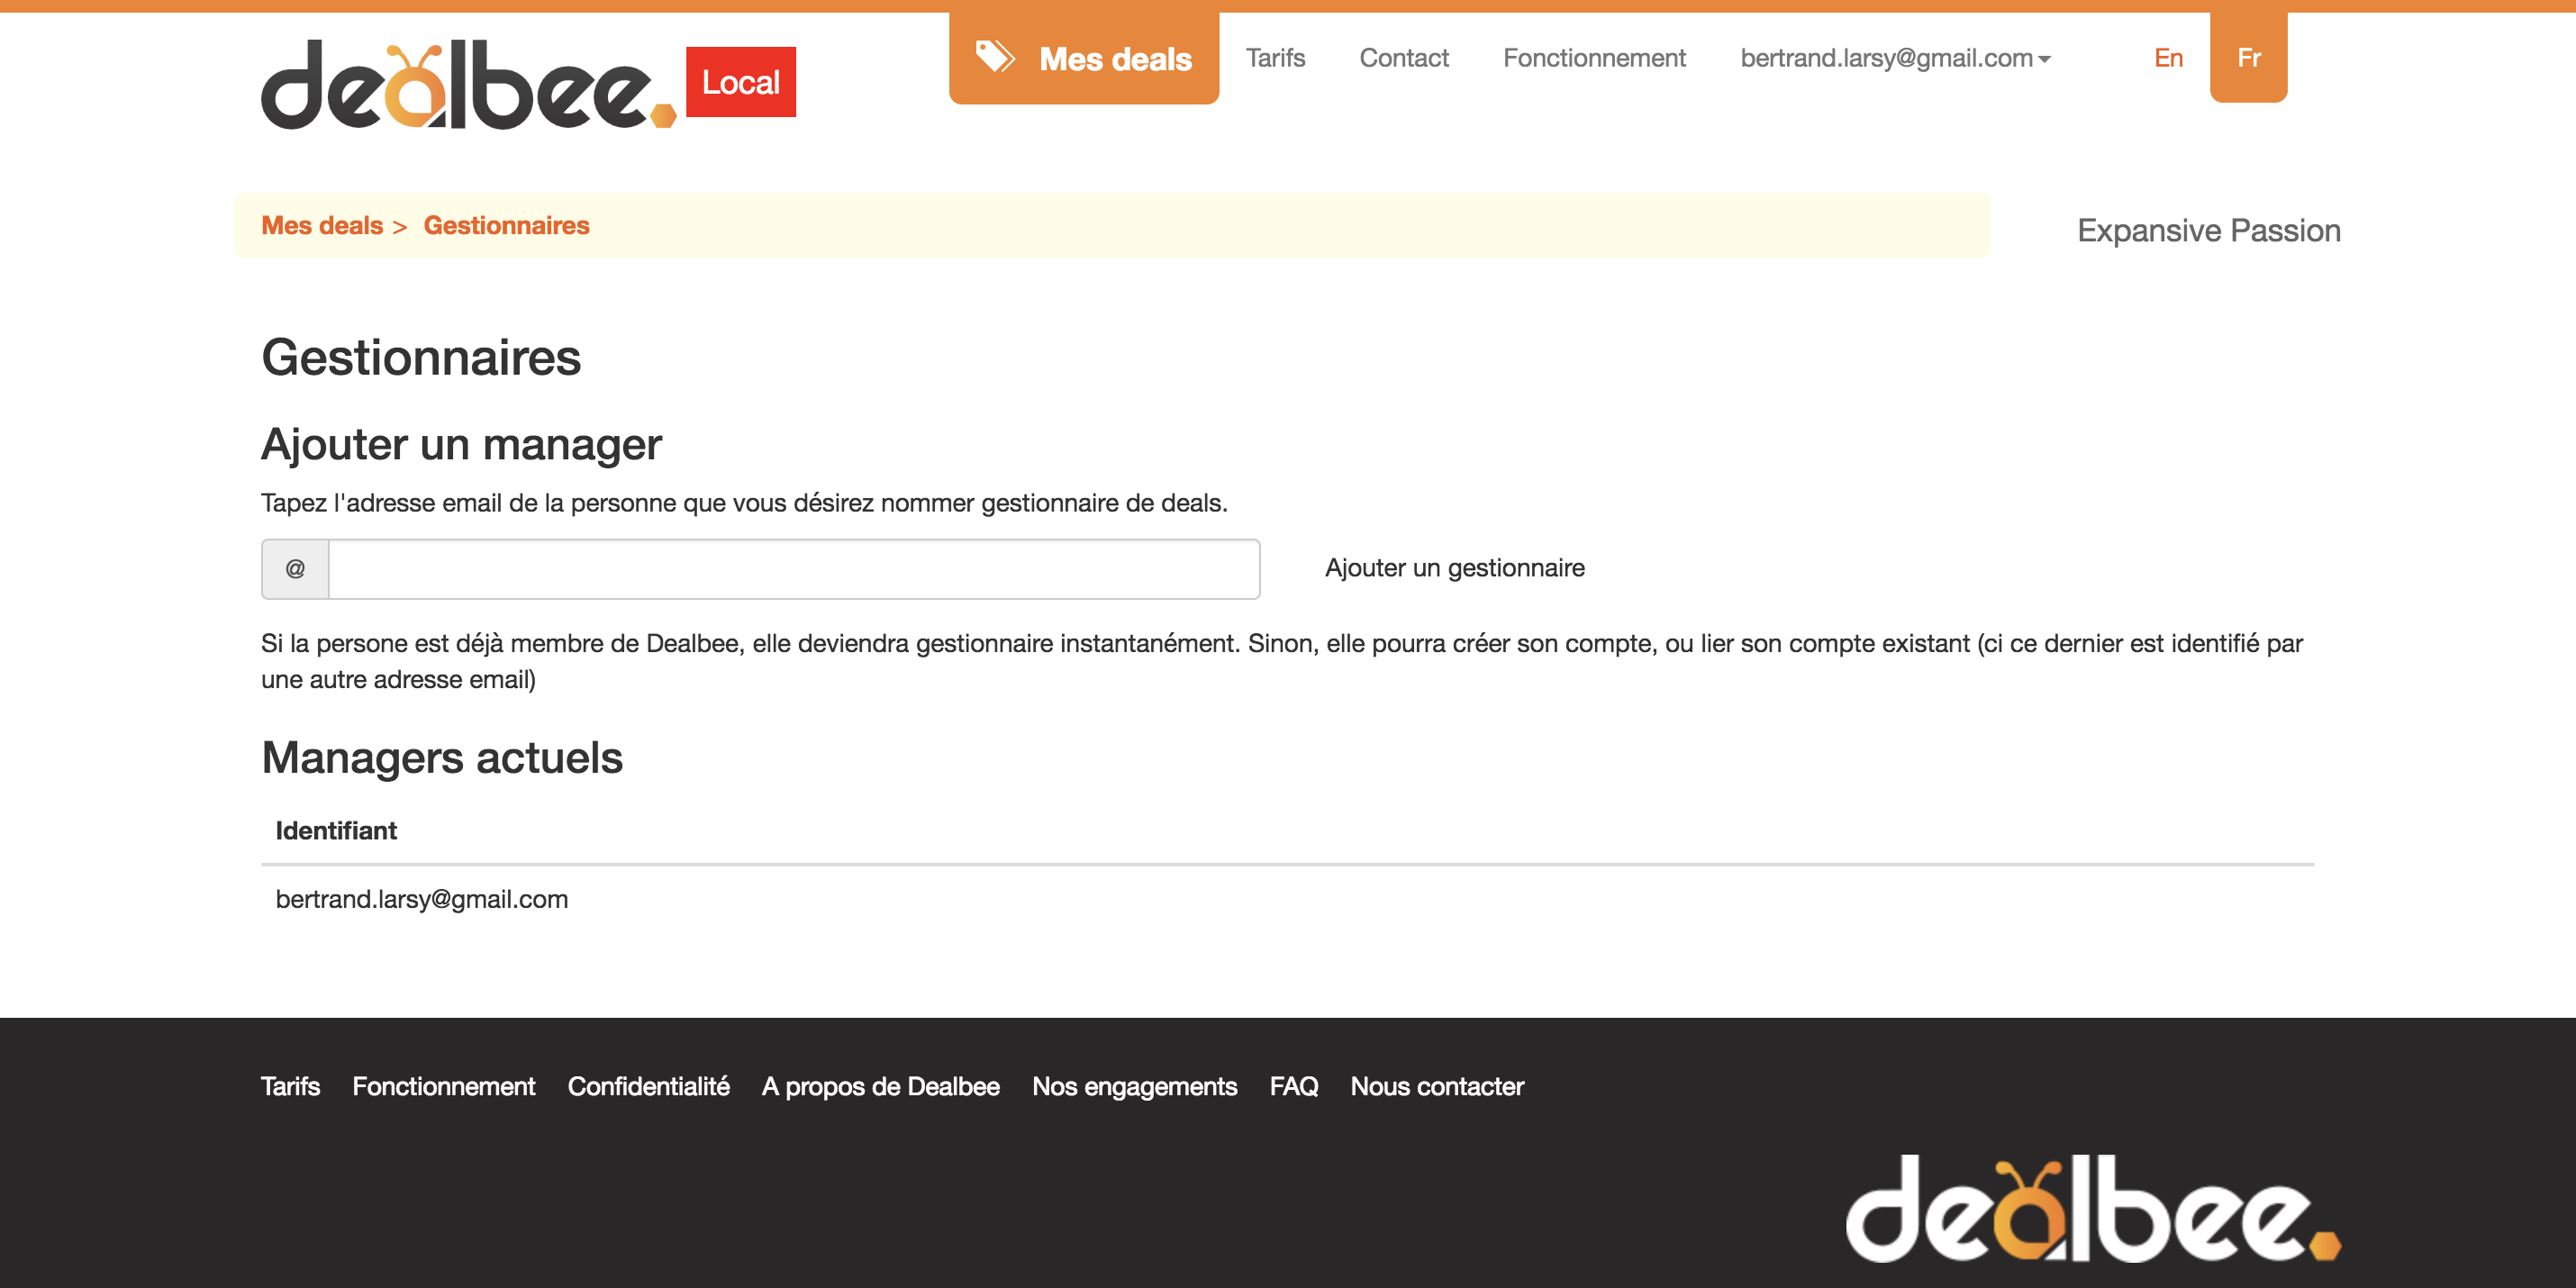 dealbee. Local
Mes deals Tarifs Contact Fonctionnement bertrand.larsy@gmail.com En Fr
Mes deals > Gestionnaires
Expansive Passion
Gestionnaires
Ajouter un manager
Tapez l'adresse email de la personne que vous désirez nommer gestionnaire de deals.
@ Ajouter un gestionnaire
Si la persone est déjà membre de Dealbee, elle deviendra gestionnaire instantanément. Sinon, elle pourra créer son compte, ou lier son compte existant (ci ce dernier est identifié par
une autre adresse email)
Managers actuels
Identifiant
bertrand.larsy@gmail.com
Tarifs Fonctionnement Confidentialité A propos de Dealbee Nos engagements FAQ Nous contacter
dealbee.